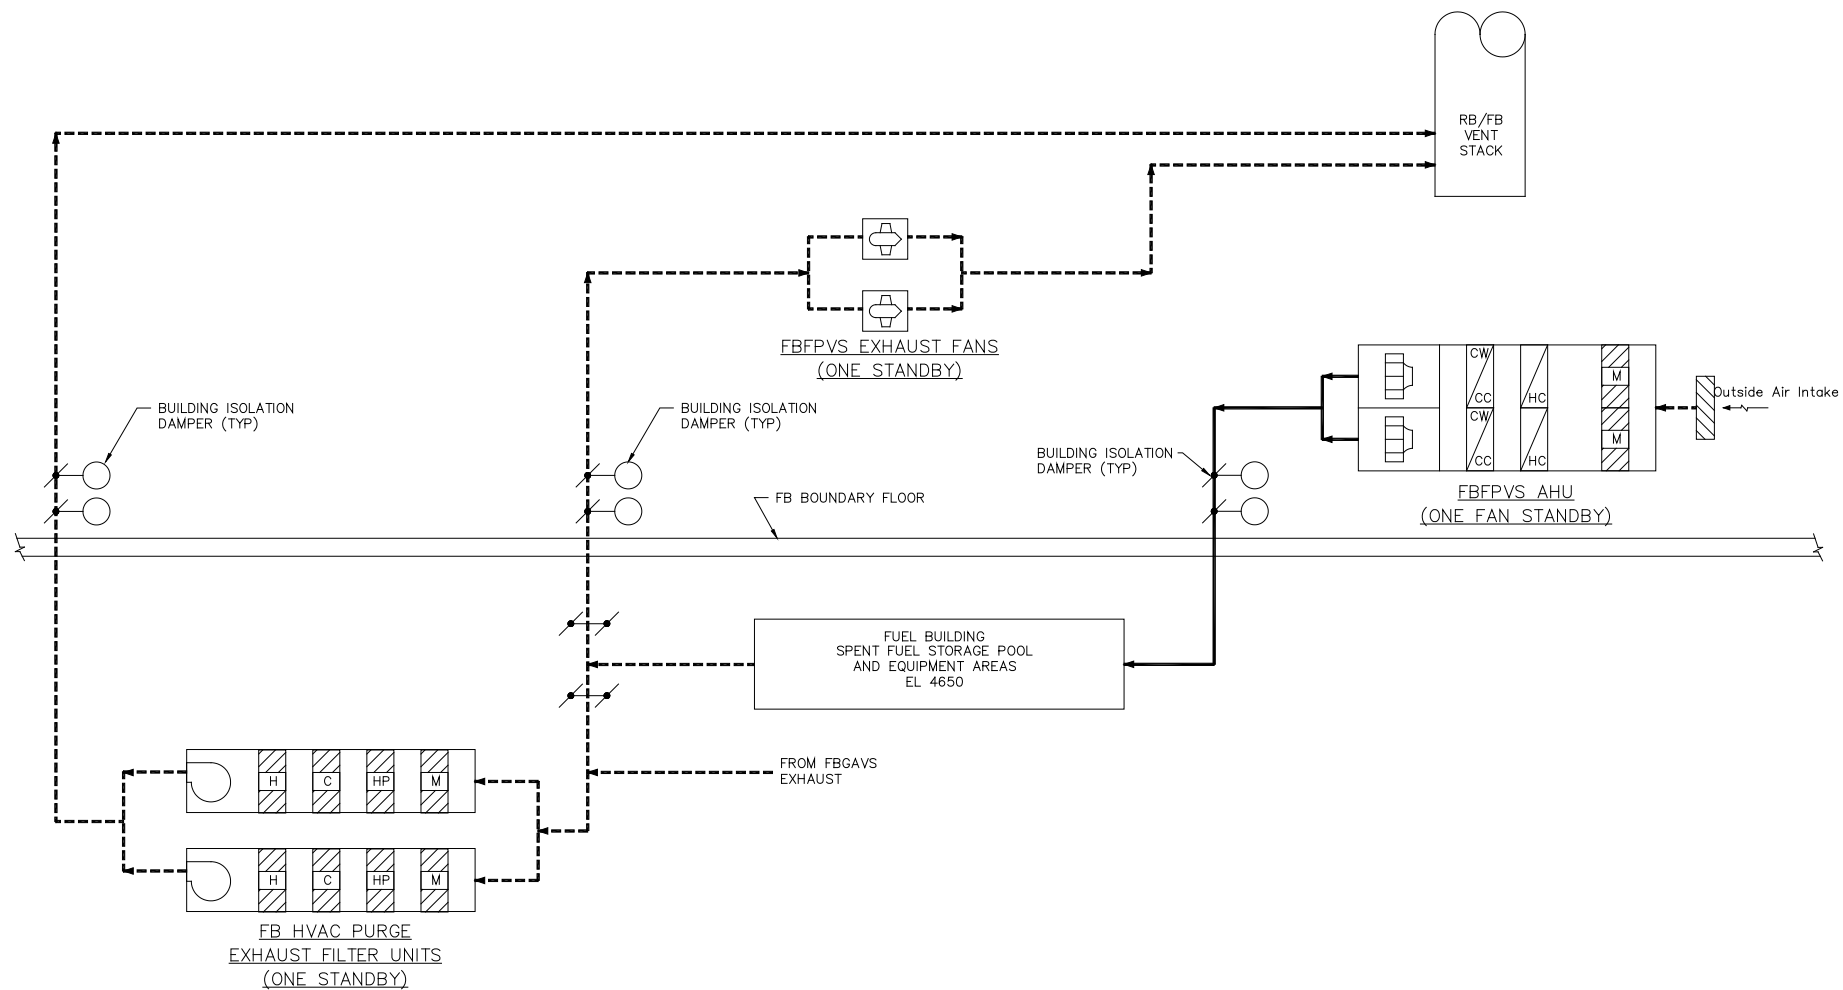 RB/FB
VENT
STACK
FBFPVS EXHAUST FANS
(ONE STANDBY)
CW
CC
HC
M
CW
CC
HC
M
Outside Air Intake
FBFPVS AHU
(ONE FAN STANDBY)
BUILDING ISOLATION
DAMPER (TYP)
BUILDING ISOLATION
DAMPER (TYP)
BUILDING ISOLATION
DAMPER (TYP)
FB BOUNDARY FLOOR
FUEL BUILDING
SPENT FUEL STORAGE POOL
AND EQUIPMENT AREAS
EL 4650
FROM FBGAVS
EXHAUST
H C HP M
H C HP M
FB HVAC PURGE
EXHAUST FILTER UNITS
(ONE STANDBY)